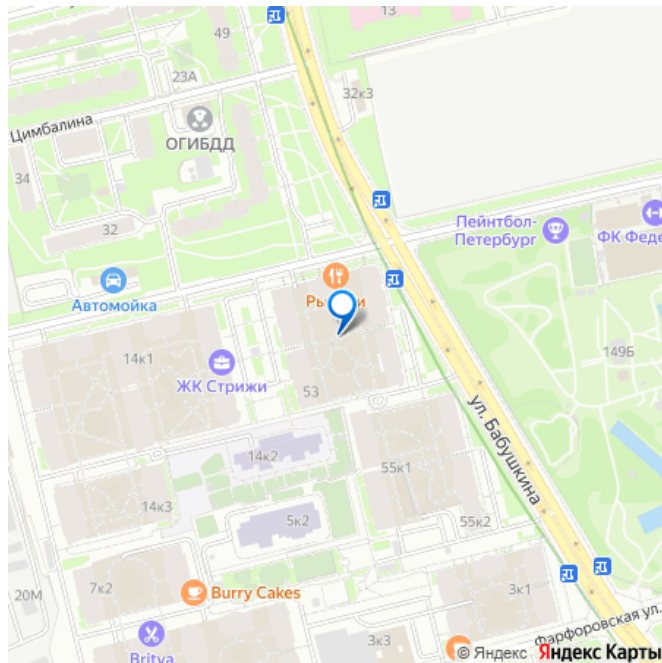 13
49
23А
32к3
Цимбалина
ОГИБДД
34
32
Пейнтбол-
Петербург
ФК Феде
Автомойка
14к1
ЖК Стрижи
149Б
53
ул. Бабушкина
14к2
55к1
14к3
5к2
55к2
20М
7к2
Burry Cakes
3к1
Britva
3к3
Фарфоровская ул.
© Яндекс Яндекс Карты